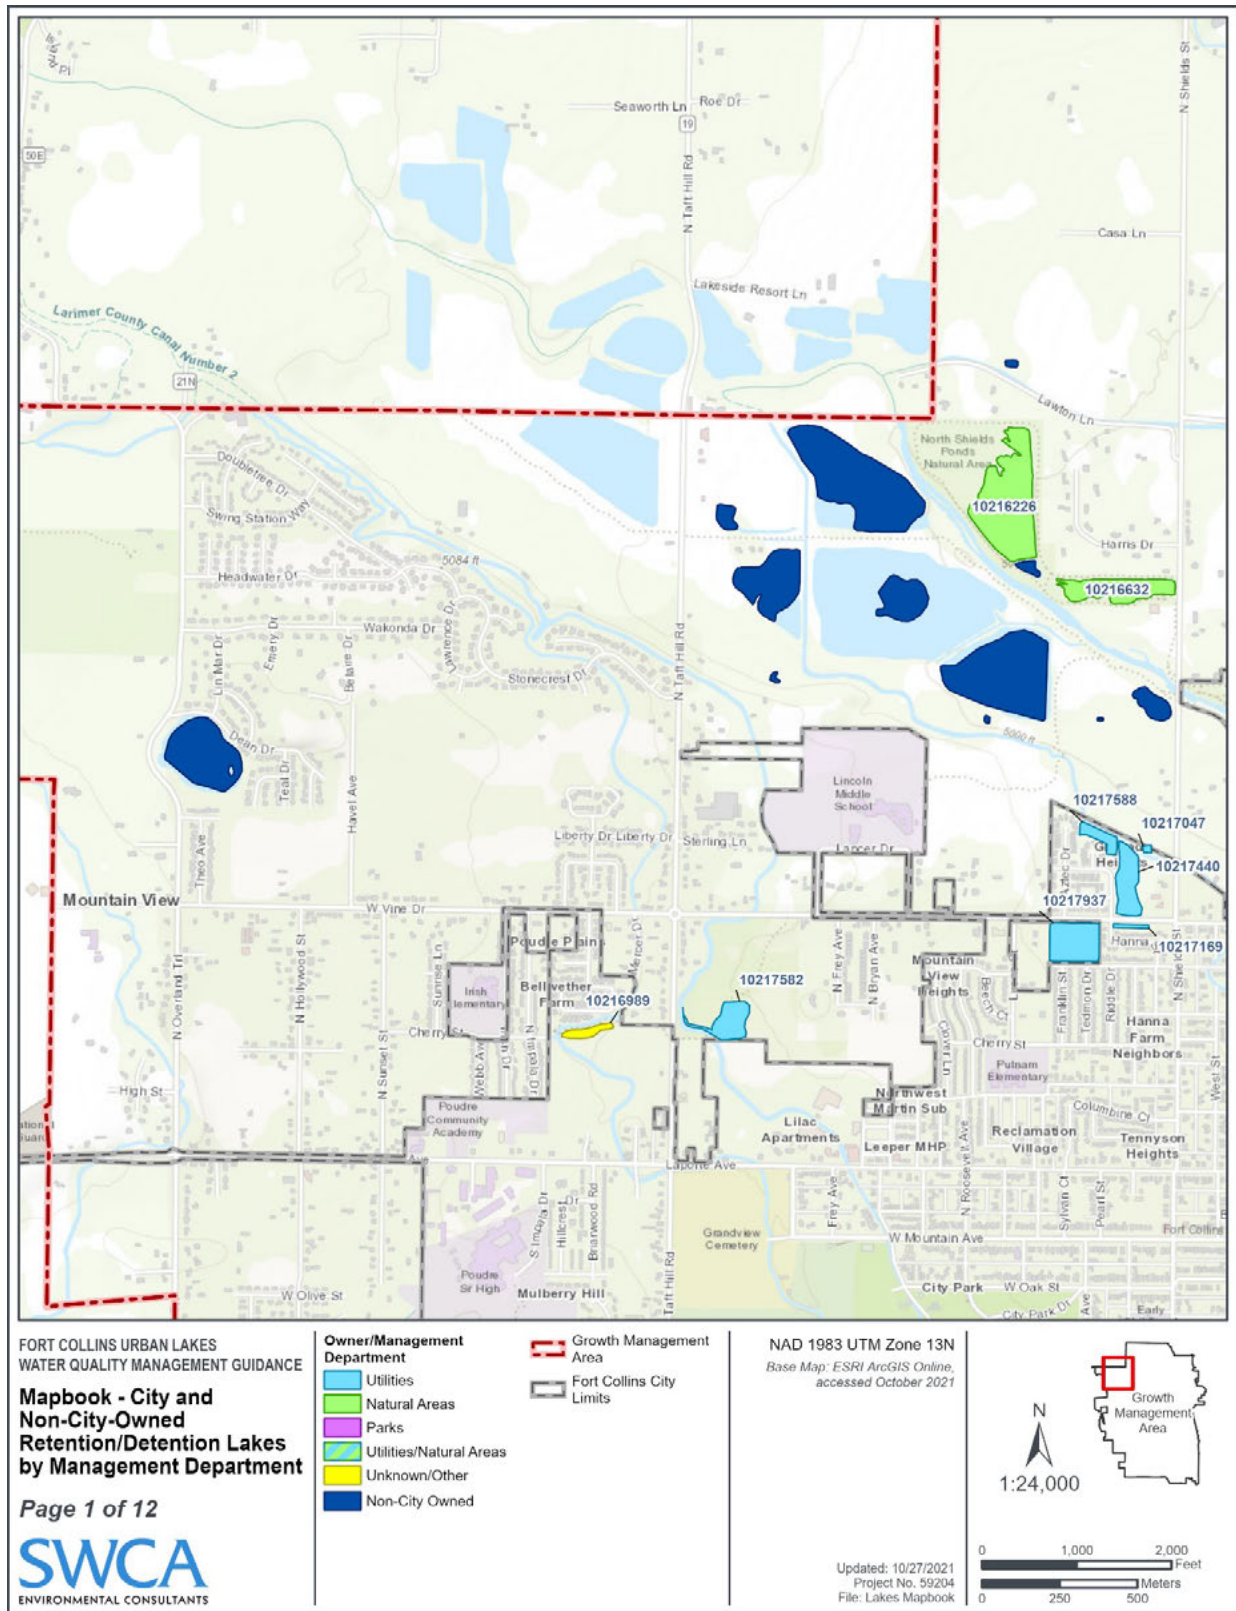 50E
Seaworth Ln
Roe Dr
19
N Shields St
N Taft Hill Rd
Casa Ln
Lakeside Resort Ln
Larimer County Canal Number 2
21N
Lawton Ln
North Shields
Ponds
Natural Area
Doubletree Dr
Swing Station Way
10216226
Harris Dr
5084 ft
Headwater Dr
10216632
Wakonda Dr
Lawrence Dr
Emery Dr
Belaire Dr
Lin Mar Dr
Stonecrest Dr
N Taft Hill Rd
Dean Dr
Teal Dr
5000 ft
Havel Ave
Lincoln
Middle
School
10217588
10217047
Liberty Dr Liberty Dr
Sterling Ln
Lancer Dr
Theo Ave
Aztec Dr
10217440
10217937
Mountain View
W Vine Dr
Poudre Plains
Hanna
10217169
N Overland Trl
N Hollywood St
N Sunset St
Sunrise Ln
Mercer Dr
N Frey Ave
N Bryan Ave
Mountain
View
Heights
Beech Ct
Irish
Elementary
Bellwether
Farm
10216989
10217582
Franklin St
Tedmon Dr
Riddle Dr
N Shields St
Cherry St
Webb Ave
N Impala Dr
Clover Ln
Cherry St
Hanna
Farm
Neighbors
Putnam
Elementary
West St
High St
Northwest
Martin Sub
Columbine Ct
Poudre
Community
Academy
Lilac
Apartments
Leeper MHP
Reclamation
Village
Tennyson
Heights
Ave
Laporte Ave
N Roosevelt Ave
S Impala Dr
Hillcrest Dr
Briarwood Rd
Frey Ave
Sylvan Ct
Pearl St
Grandview
Cemetery
W Mountain Ave
Fort Collins
Poudre
Sr High
Mulberry Hill
W Olive St
Taft Hill Rd
City Park
W Oak St
City Park Dr
Ave
Early
FORT COLLINS URBAN LAKES
WATER QUALITY MANAGEMENT GUIDANCE
Mapbook - City and
Non-City-Owned
Retention/Detention Lakes
by Management Department
Page 1 of 12
SWCA
ENVIRONMENTAL CONSULTANTS
Owner/Management
Department
Utilities
Natural Areas
Parks
Utilities/Natural Areas
Unknown/Other
Non-City Owned
Growth Management
Area
Fort Collins City
Limits
NAD 1983 UTM Zone 13N
Base Map: ESRI ArcGIS Online,
accessed October 2021
Updated: 10/27/2021
Project No. 59204
File: Lakes Mapbook
Growth
Management
Area
N
1:24,000
0 1,000 2,000
Feet
Meters
0 250 500